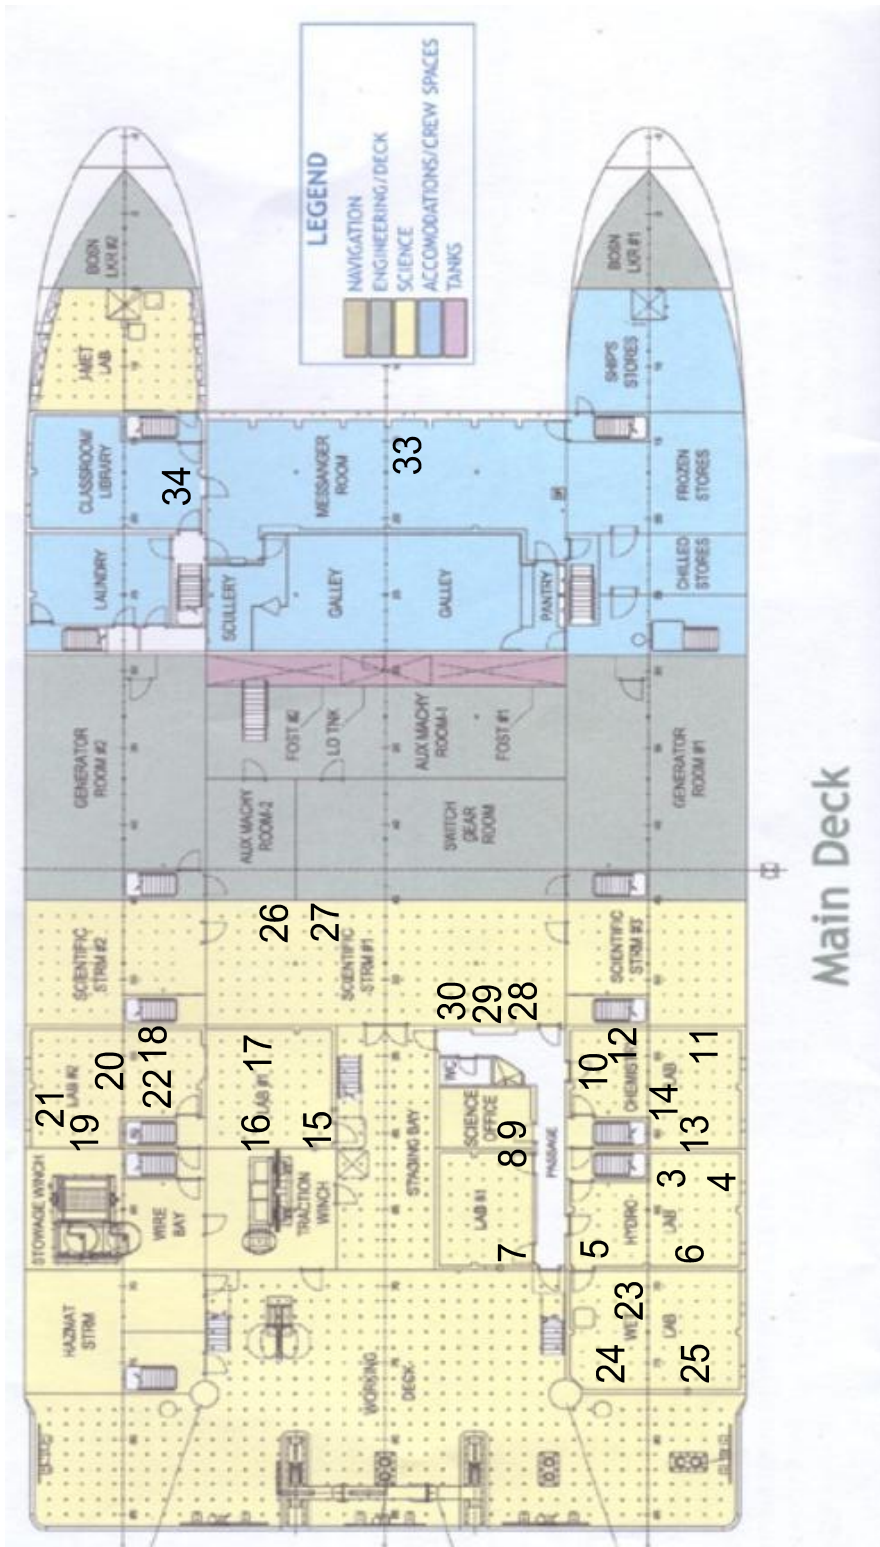 LEGEND
NAVIGATION
ENGINEERING/DECK
SCIENCE
ACCOMODATIONS/CREW SPACES
TANKS
BOSN
LKR #2
BOSN
LKR #1
LAB
SHIP'S
STORES
CLASSROOM/
LIBRARY
34
MESSANGER
ROOM
33
FROZEN
STORES
LAUNDRY
SCULLERY
GALLEY
GALLEY
PANTRY
CHILLED
STORES
GENERATOR
ROOM #2
FOST #2
LO TNK
AUX MACHY
ROOM-1
FOST #1
GENERATOR
ROOM #1
AUX MACHY
ROOM-2
SWITCH
GEAR
ROOM
SCIENTIFIC
STRM #2
26
27
SCIENTIFIC
STRM #1
SCIENTIFIC
STRM #3
30
29
28
LAB #2
21
19
20
18
22
17
16
15
STAGING BAY
WC
SCIENCE
OFFICE
8
9
PASSAGE
CHEMISTRY
LAB
10
12
11
14
13
STOWAGE WINCH
WIRE
BAY
TRACTION
WINCH
LAB #1
7
HYDRO
LAB
3
4
5
6
HAZMAT
STRM
WORKING
DECK
WET
LAB
23
24
25
Main Deck